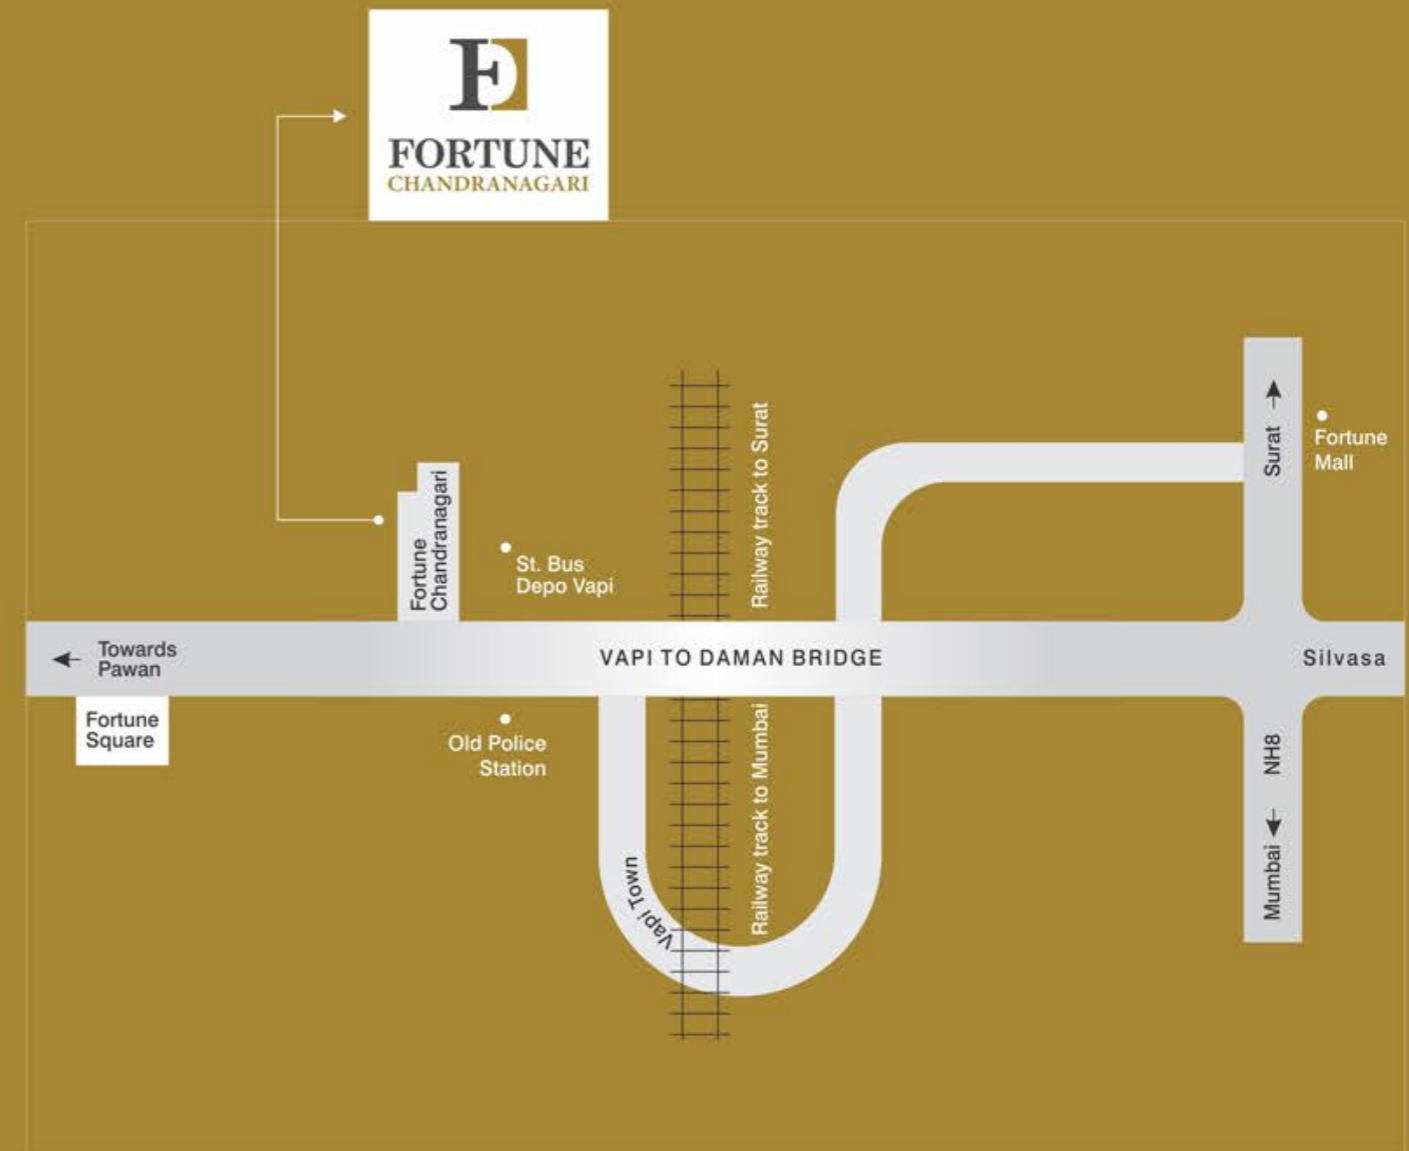 FORTUNE
CHANDRANAGARI
Railway track to Surat
Surat
Fortune
Mall
Fortune
Chandranagari
St. Bus
Depo Vapi
Towards
Pawan
VAPI TO DAMAN BRIDGE
Silvasa
Fortune
Square
Old Police
Station
Railway track to Mumbai
NH8
Mumbai
Vapi Town